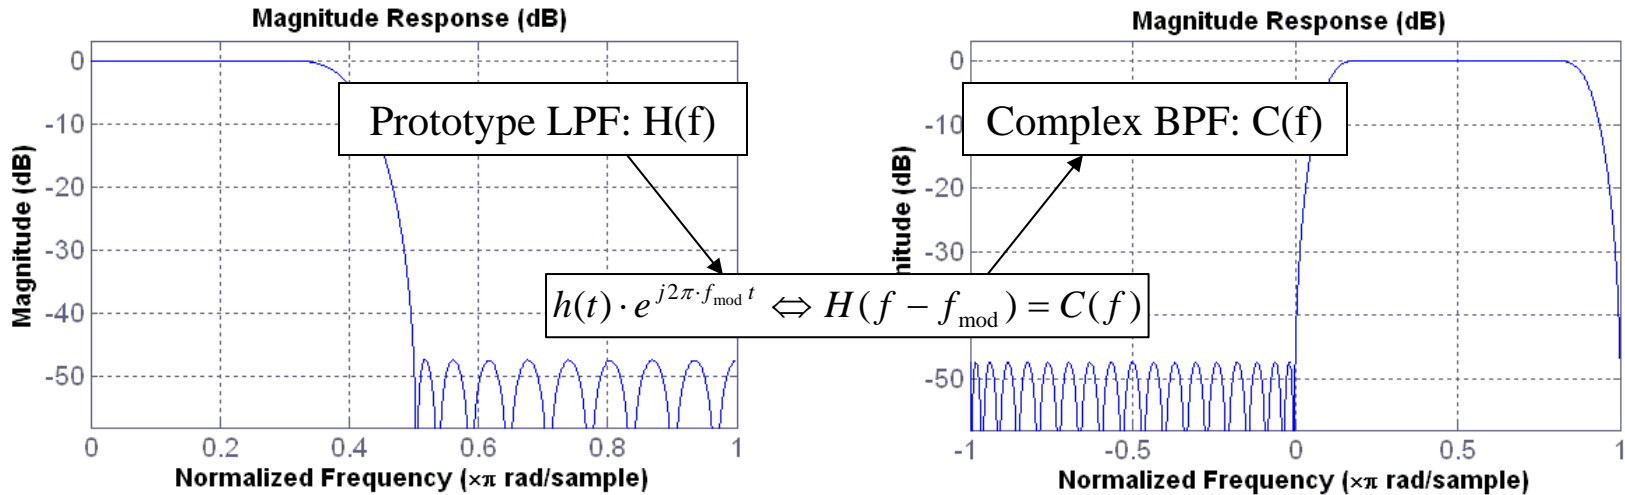 Magnitude Response (dB)
Magnitude (dB)
0
-10
-20
-30
-40
-50
0
0.2
0.4
0.6
0.8
1
Normalized Frequency (×π rad/sample)
Prototype LPF: H(f)
h(t) · e^{j2π·f_mod t} ⇔ H(f − f_mod) = C(f)
Magnitude Response (dB)
nitude (dB)
0
-10
-20
-30
-40
-50
-1
-0.5
0
0.5
1
Normalized Frequency (×π rad/sample)
Complex BPF: C(f)